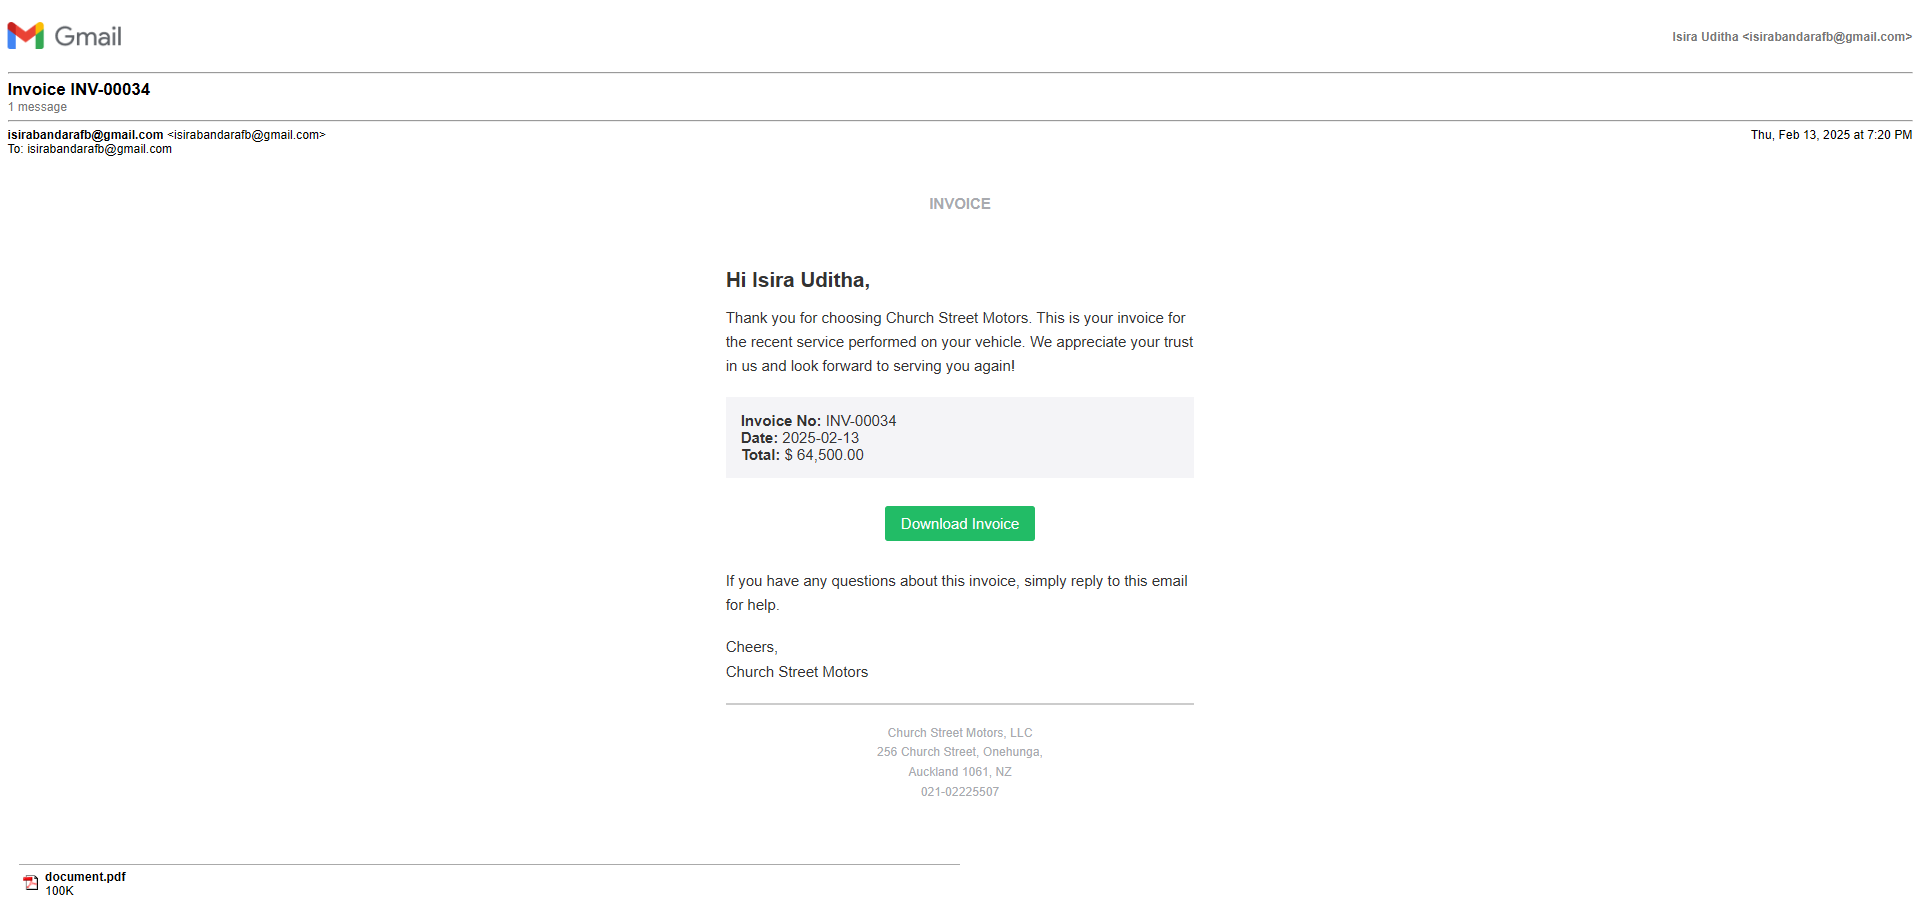 Gmail
Isira Uditha <isirabandarafb@gmail.com>
Invoice INV-00034
1 message
isirabandarafb@gmail.com <isirabandarafb@gmail.com>
Thu, Feb 13, 2025 at 7:20 PM
To: isirabandarafb@gmail.com
INVOICE
Hi Isira Uditha,
Thank you for choosing Church Street Motors. This is your invoice for
the recent service performed on your vehicle. We appreciate your trust
in us and look forward to serving you again!
Invoice No: INV-00034
Date: 2025-02-13
Total: $ 64,500.00
Download Invoice
If you have any questions about this invoice, simply reply to this email
for help.
Cheers,
Church Street Motors
Church Street Motors, LLC
256 Church Street, Onehunga,
Auckland 1061, NZ
021-02225507
document.pdf
100K